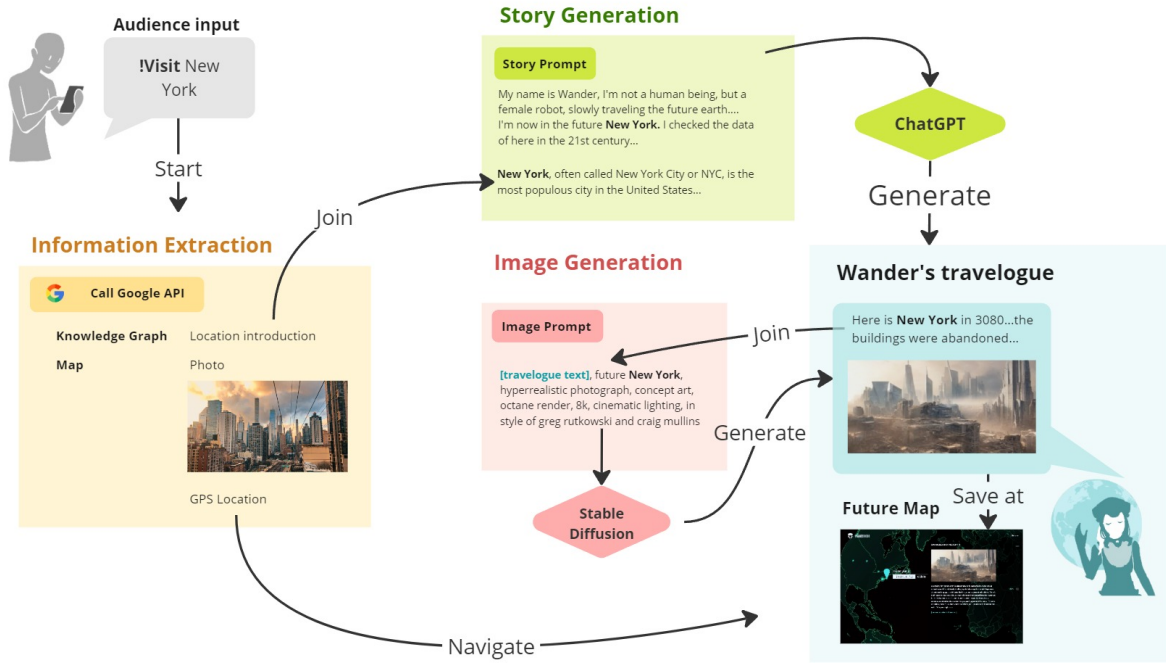 Audience input
!Visit New
York
Start
Information Extraction
Call Google API
Knowledge Graph
Location introduction
Map
Photo
GPS Location
Join
Story Generation
Story Prompt
My name is Wander, I'm not a human being, but a
female robot, slowly traveling the future earth....
I'm now in the future New York. I checked the data
of here in the 21st century...
New York, often called New York City or NYC, is the
most populous city in the United States...
ChatGPT
Generate
Image Generation
Image Prompt
[travelogue text], future New York,
hyperrealistic photograph, concept art,
octane render, 8k, cinematic lighting, in
style of greg rutkowski and craig mullins
Stable
Diffusion
Join
Generate
Wander's travelogue
Here is New York in 3080...the
buildings were abandoned...
Save at
Future Map
Navigate